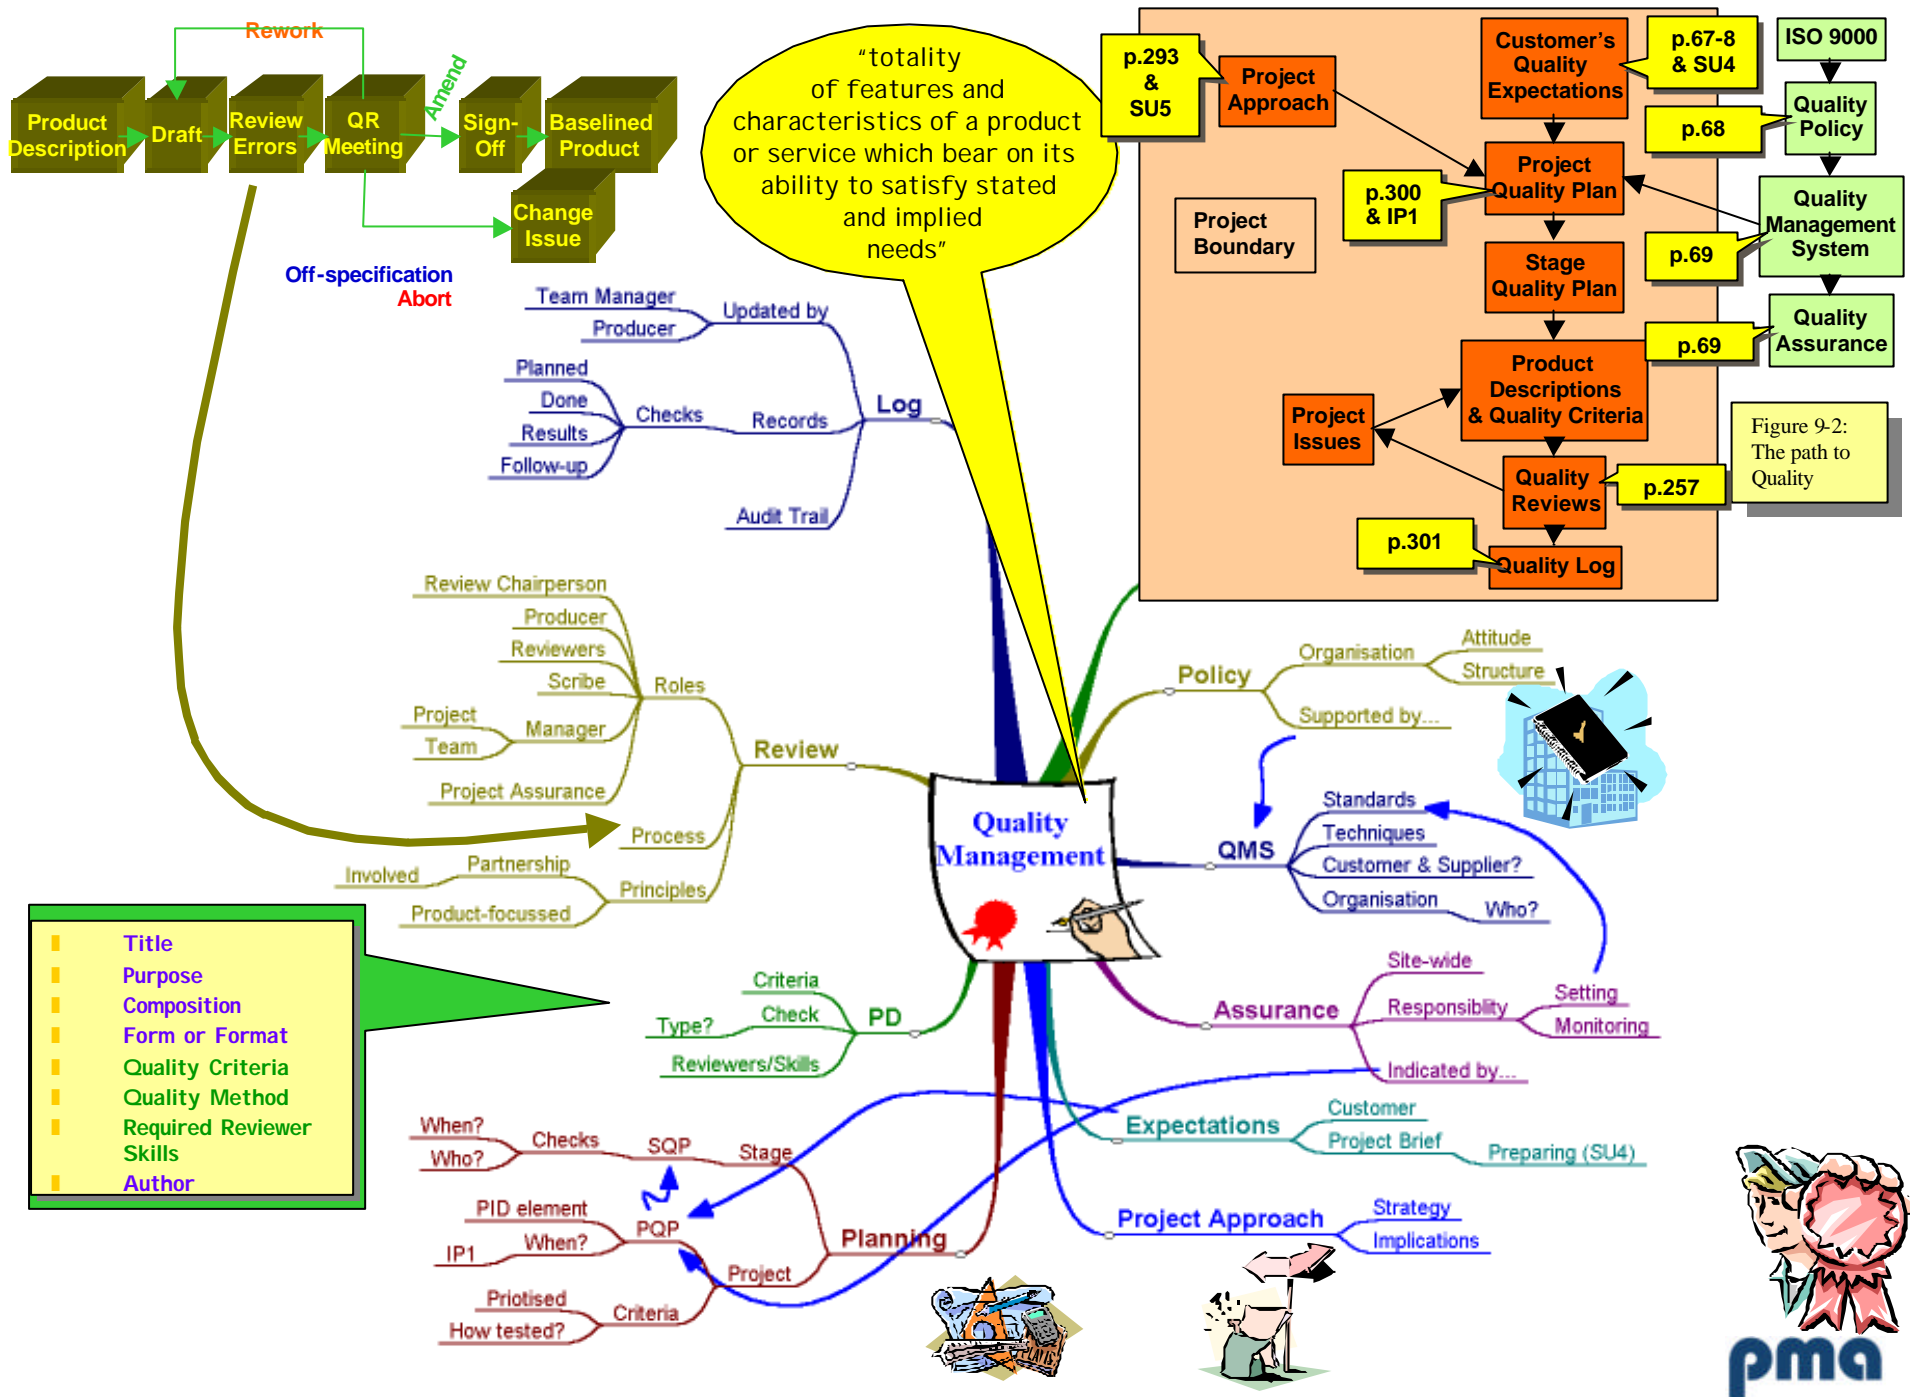 Rework
Product
Description
Draft
Review
Errors
QR
Meeting
Amend
Sign-
Off
Baselined
Product
Change
Issue
Off-specification
Abort
“totality
of features and
characteristics of a product
or service which bear on its
ability to satisfy stated
and implied
needs”
p.293
&
SU5
Project
Approach
Customer’s
Quality
Expectations
p.67-8
& SU4
ISO 9000
p.68
Quality
Policy
Project
Quality Plan
p.300
& IP1
Project
Boundary
Quality
Management
System
p.69
Stage
Quality Plan
Quality
Assurance
p.69
Product
Descriptions
& Quality Criteria
Project
Issues
Figure 9-2:
The path to
Quality
Quality
Reviews
p.257
p.301
Quality Log
Team Manager
Producer
Updated by
Planned
Done
Results
Follow-up
Checks
Records
Log
Audit Trail
Review Chairperson
Producer
Reviewers
Scribe
Roles
Project
Team
Manager
Project Assurance
Review
Process
Involved
Partnership
Principles
Product-focussed
Policy
Organisation
Attitude
Structure
Supported by...
Quality
Management
QMS
Standards
Techniques
Customer & Supplier?
Organisation
Who?
Title
Purpose
Composition
Form or Format
Quality Criteria
Quality Method
Required Reviewer
Skills
Author
Criteria
Type?
Check
PD
Reviewers/Skills
Assurance
Site-wide
Responsiblity
Setting
Monitoring
Indicated by...
Expectations
Customer
Project Brief
Preparing (SU4)
When?
Who?
Checks
SQP
Stage
PID element
IP1
When?
PQP
Planning
Project
Priotised
How tested?
Criteria
Project Approach
Strategy
Implications
pma